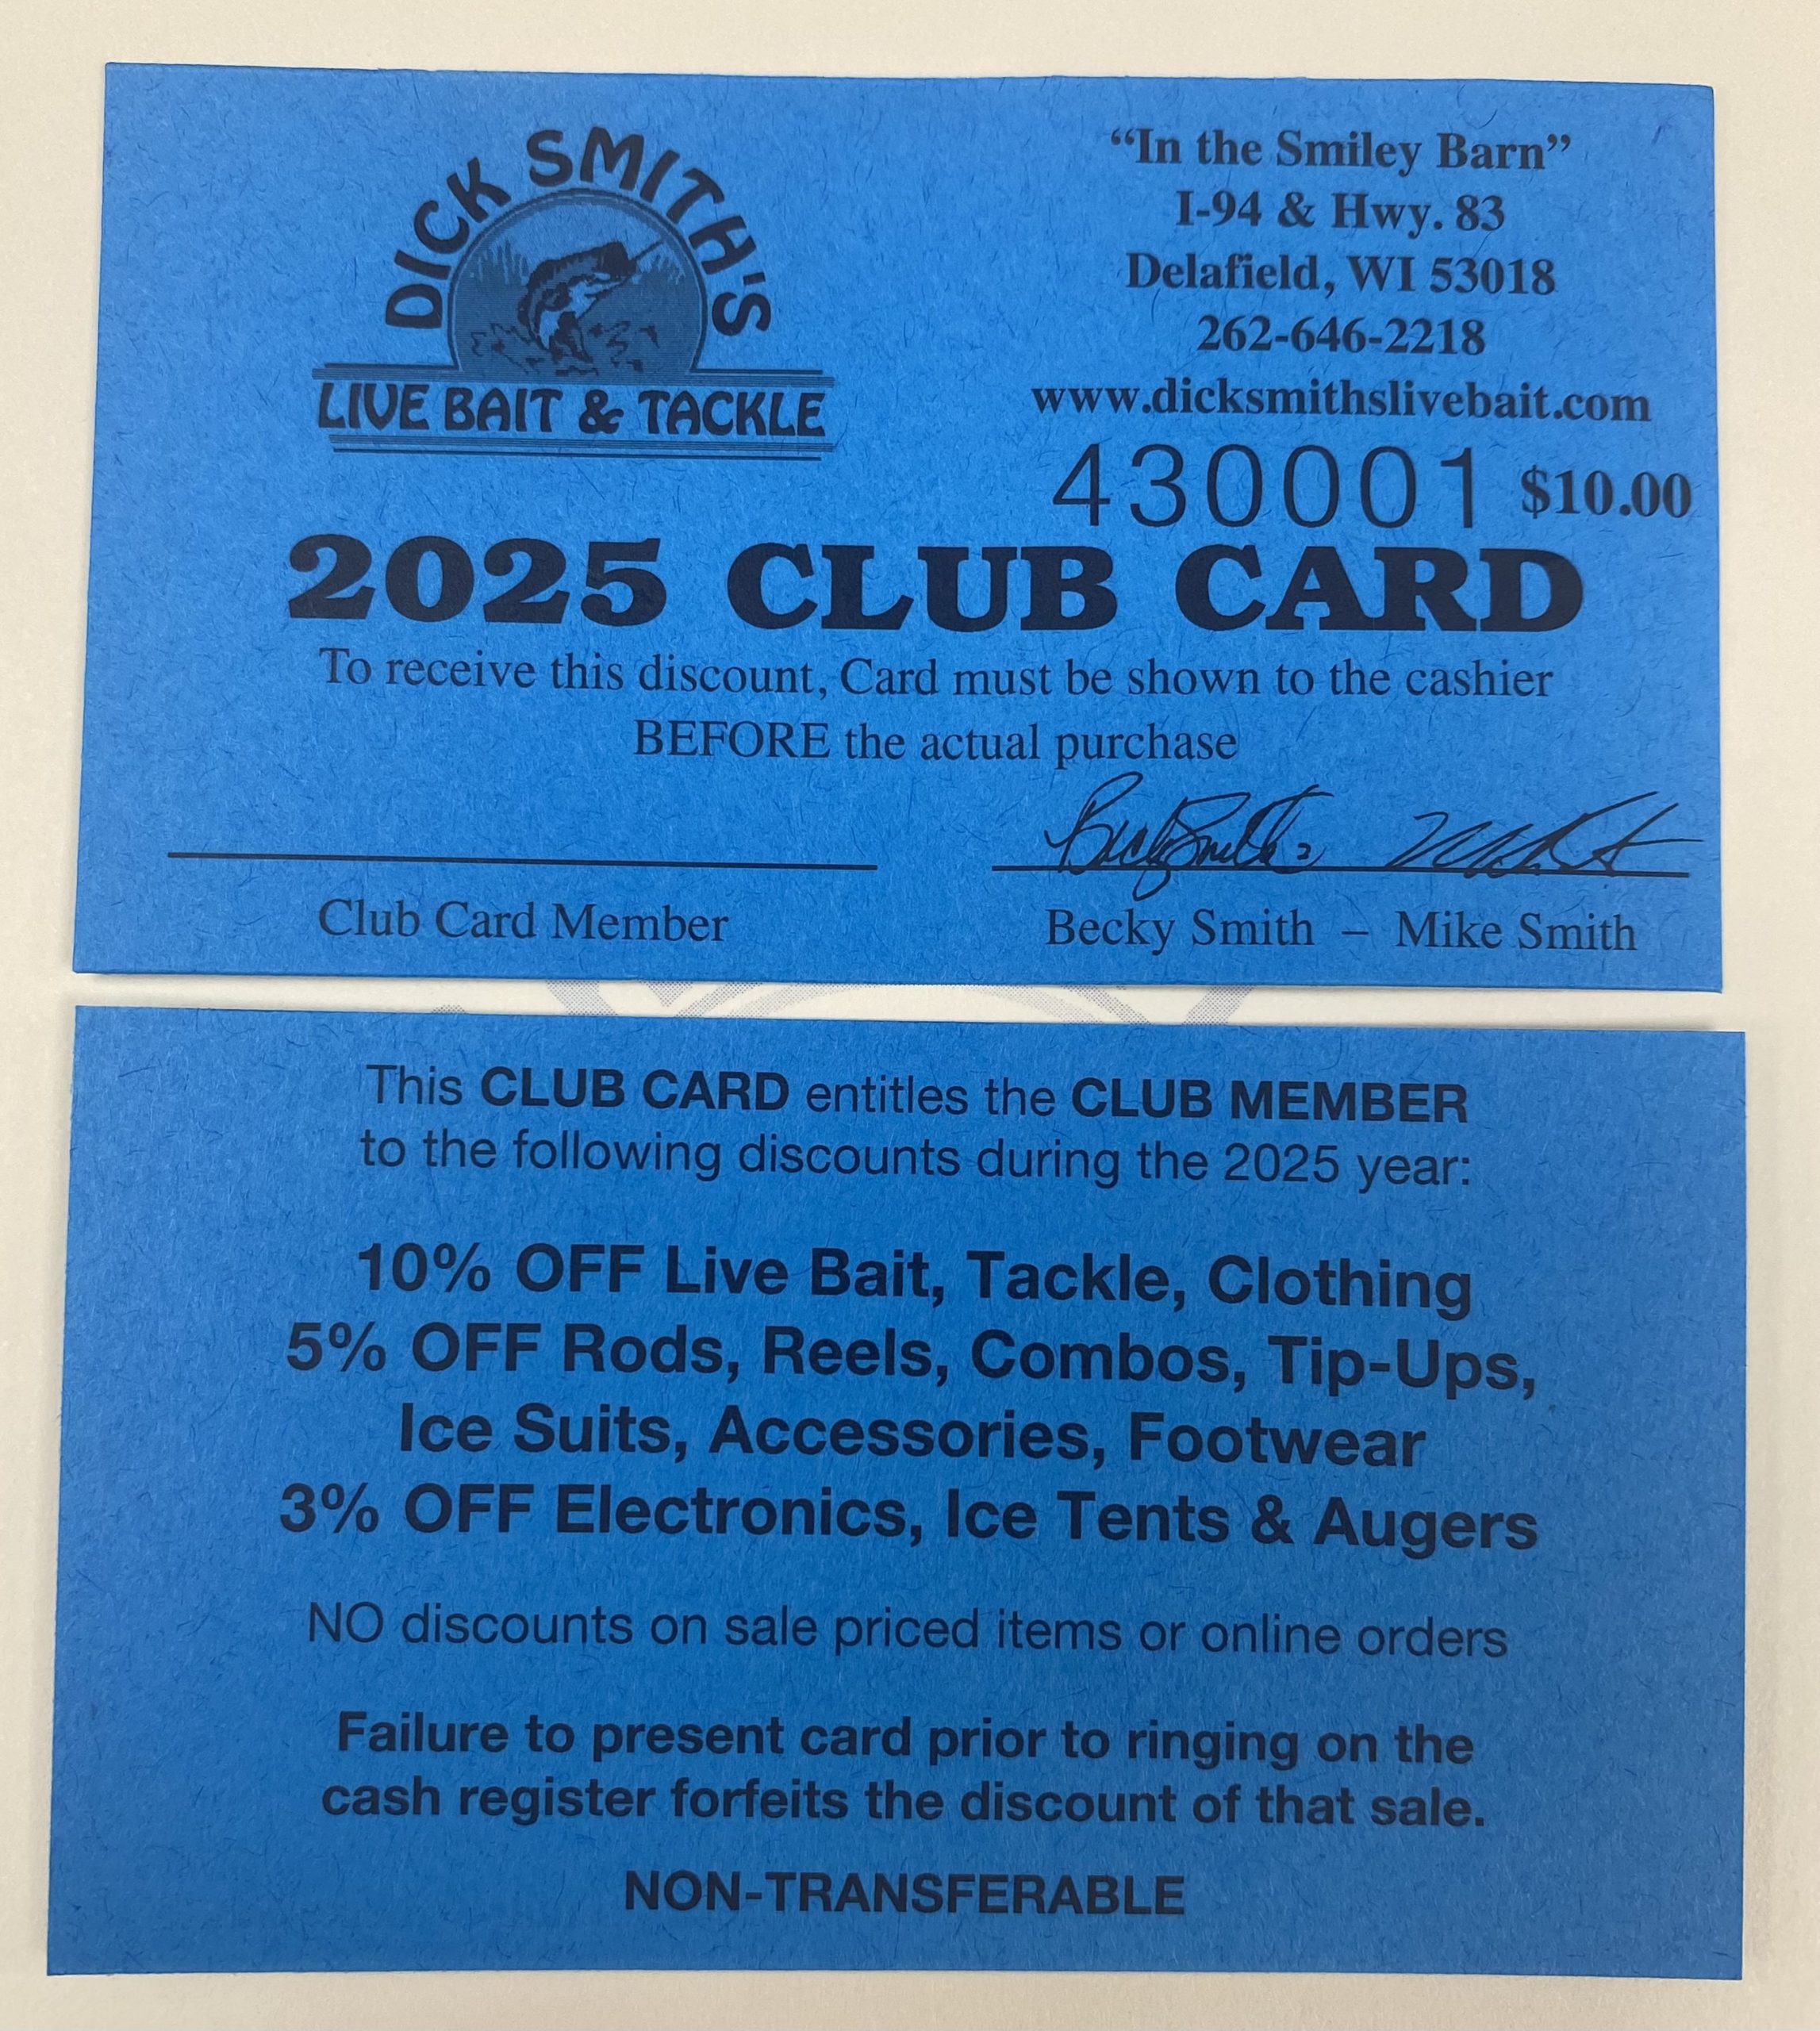 DICK SMITH'S
LIVE BAIT & TACKLE
“In the Smiley Barn”
I-94 & Hwy. 83
Delafield, WI 53018
262-646-2218
www.dicksmithslivebait.com
430001 $10.00
2025 CLUB CARD
To receive this discount, Card must be shown to the cashier
BEFORE the actual purchase
Becky Smith
Club Card Member
Becky Smith – Mike Smith
This CLUB CARD entitles the CLUB MEMBER
to the following discounts during the 2025 year:
10% OFF Live Bait, Tackle, Clothing
5% OFF Rods, Reels, Combos, Tip-Ups,
Ice Suits, Accessories, Footwear
3% OFF Electronics, Ice Tents & Augers
NO discounts on sale priced items or online orders
Failure to present card prior to ringing on the
cash register forfeits the discount of that sale.
NON-TRANSFERABLE